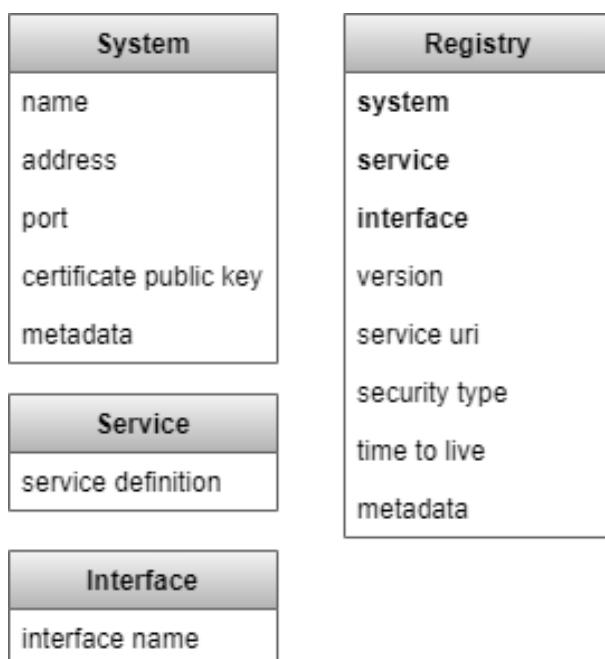 System
name
address
port
certificate public key
metadata
Service
service definition
Interface
interface name
Registry
system
service
interface
version
service uri
security type
time to live
metadata